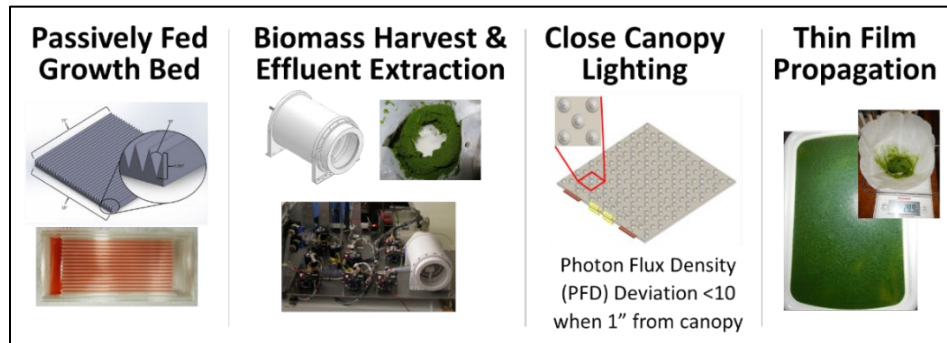 Passively Fed
Growth Bed
Biomass Harvest &
Effluent Extraction
Close Canopy
Lighting
Photon Flux Density
(PFD) Deviation <10
when 1” from canopy
Thin Film
Propagation